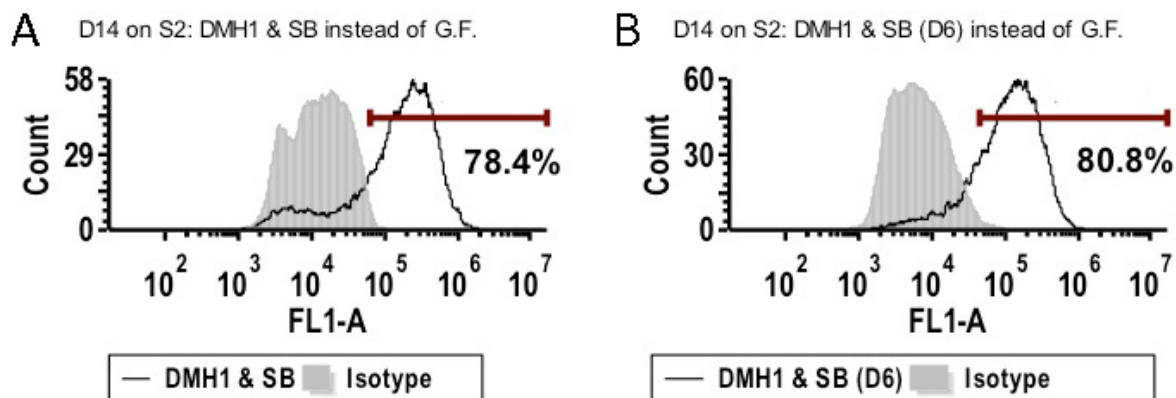 A D14 on S2: DMH1 & SB instead of G.F.
58
29
0
Count
78.4%
10^2 10^3 10^4 10^5 10^6 10^7
FL1-A
DMH1 & SB Isotype
B D14 on S2: DMH1 & SB (D6) instead of G.F.
60
30
0
Count
80.8%
10^2 10^3 10^4 10^5 10^6 10^7
FL1-A
DMH1 & SB (D6) Isotype